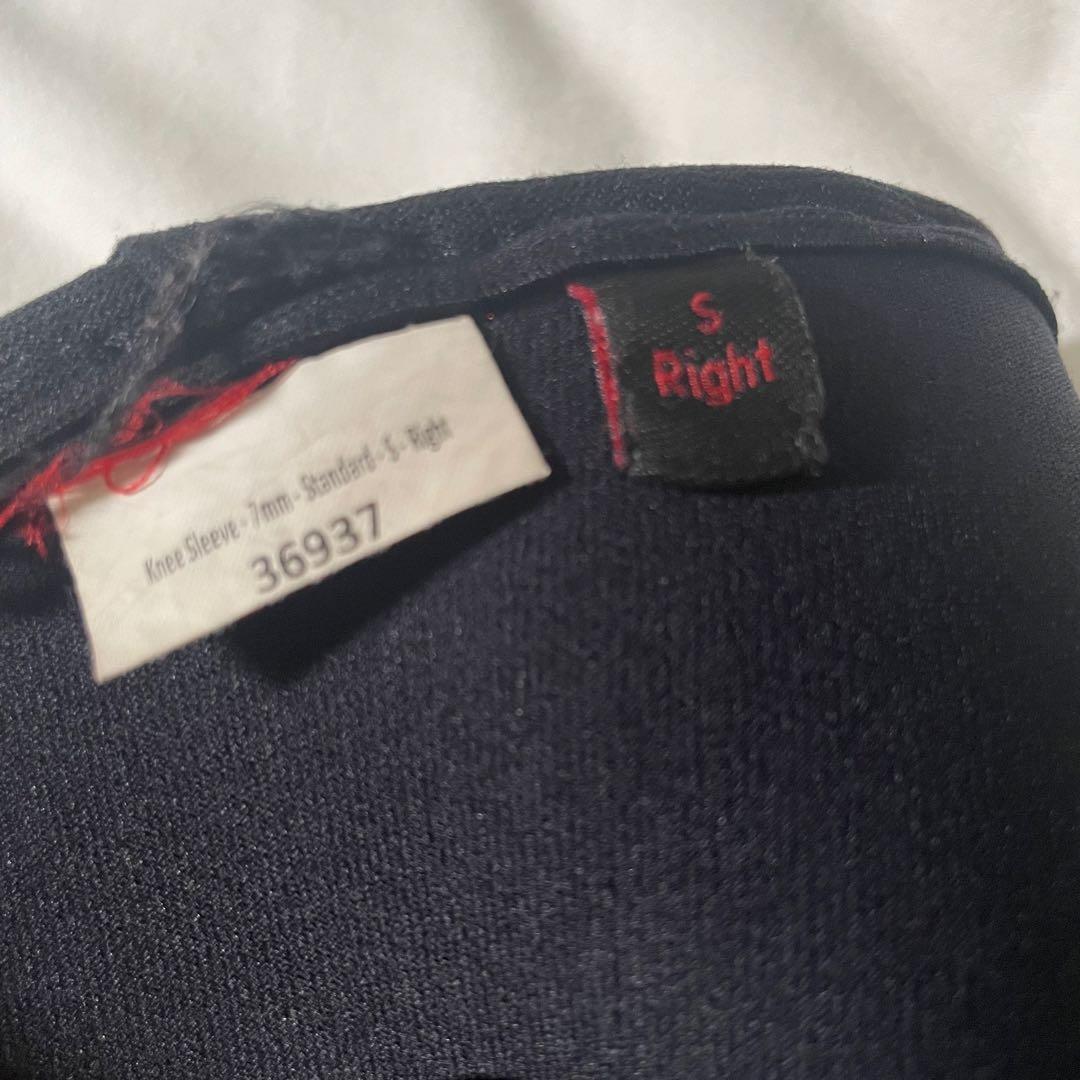 Knee Sleeve - 7mm - Standard - S - Right
36937
S
Right